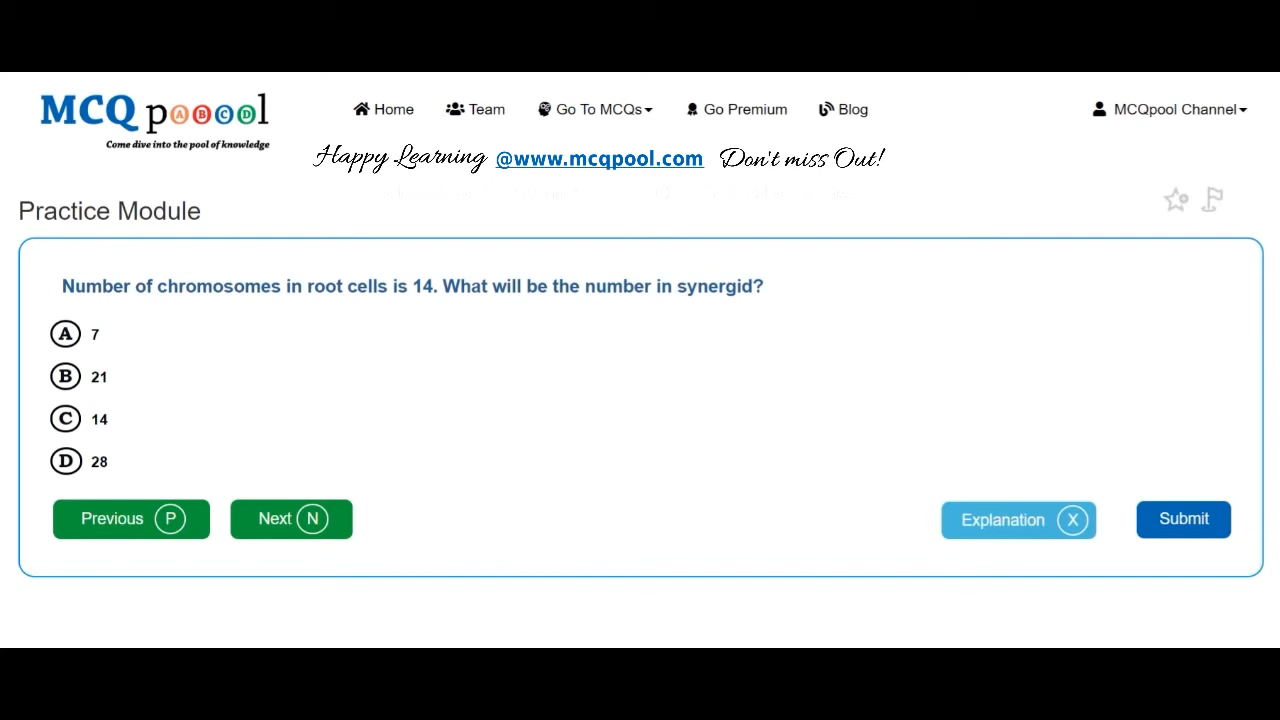 MCQ poool
A B C D
Come dive into the pool of knowledge
Home Team Go To MCQs Go Premium Blog MCQpool Channel
Happy Learning @www.mcqpool.com Don't miss Out!
Practice Module
Number of chromosomes in root cells is 14. What will be the number in synergid?
A 7
B 21
C 14
D 28
Previous P Next N Explanation X Submit